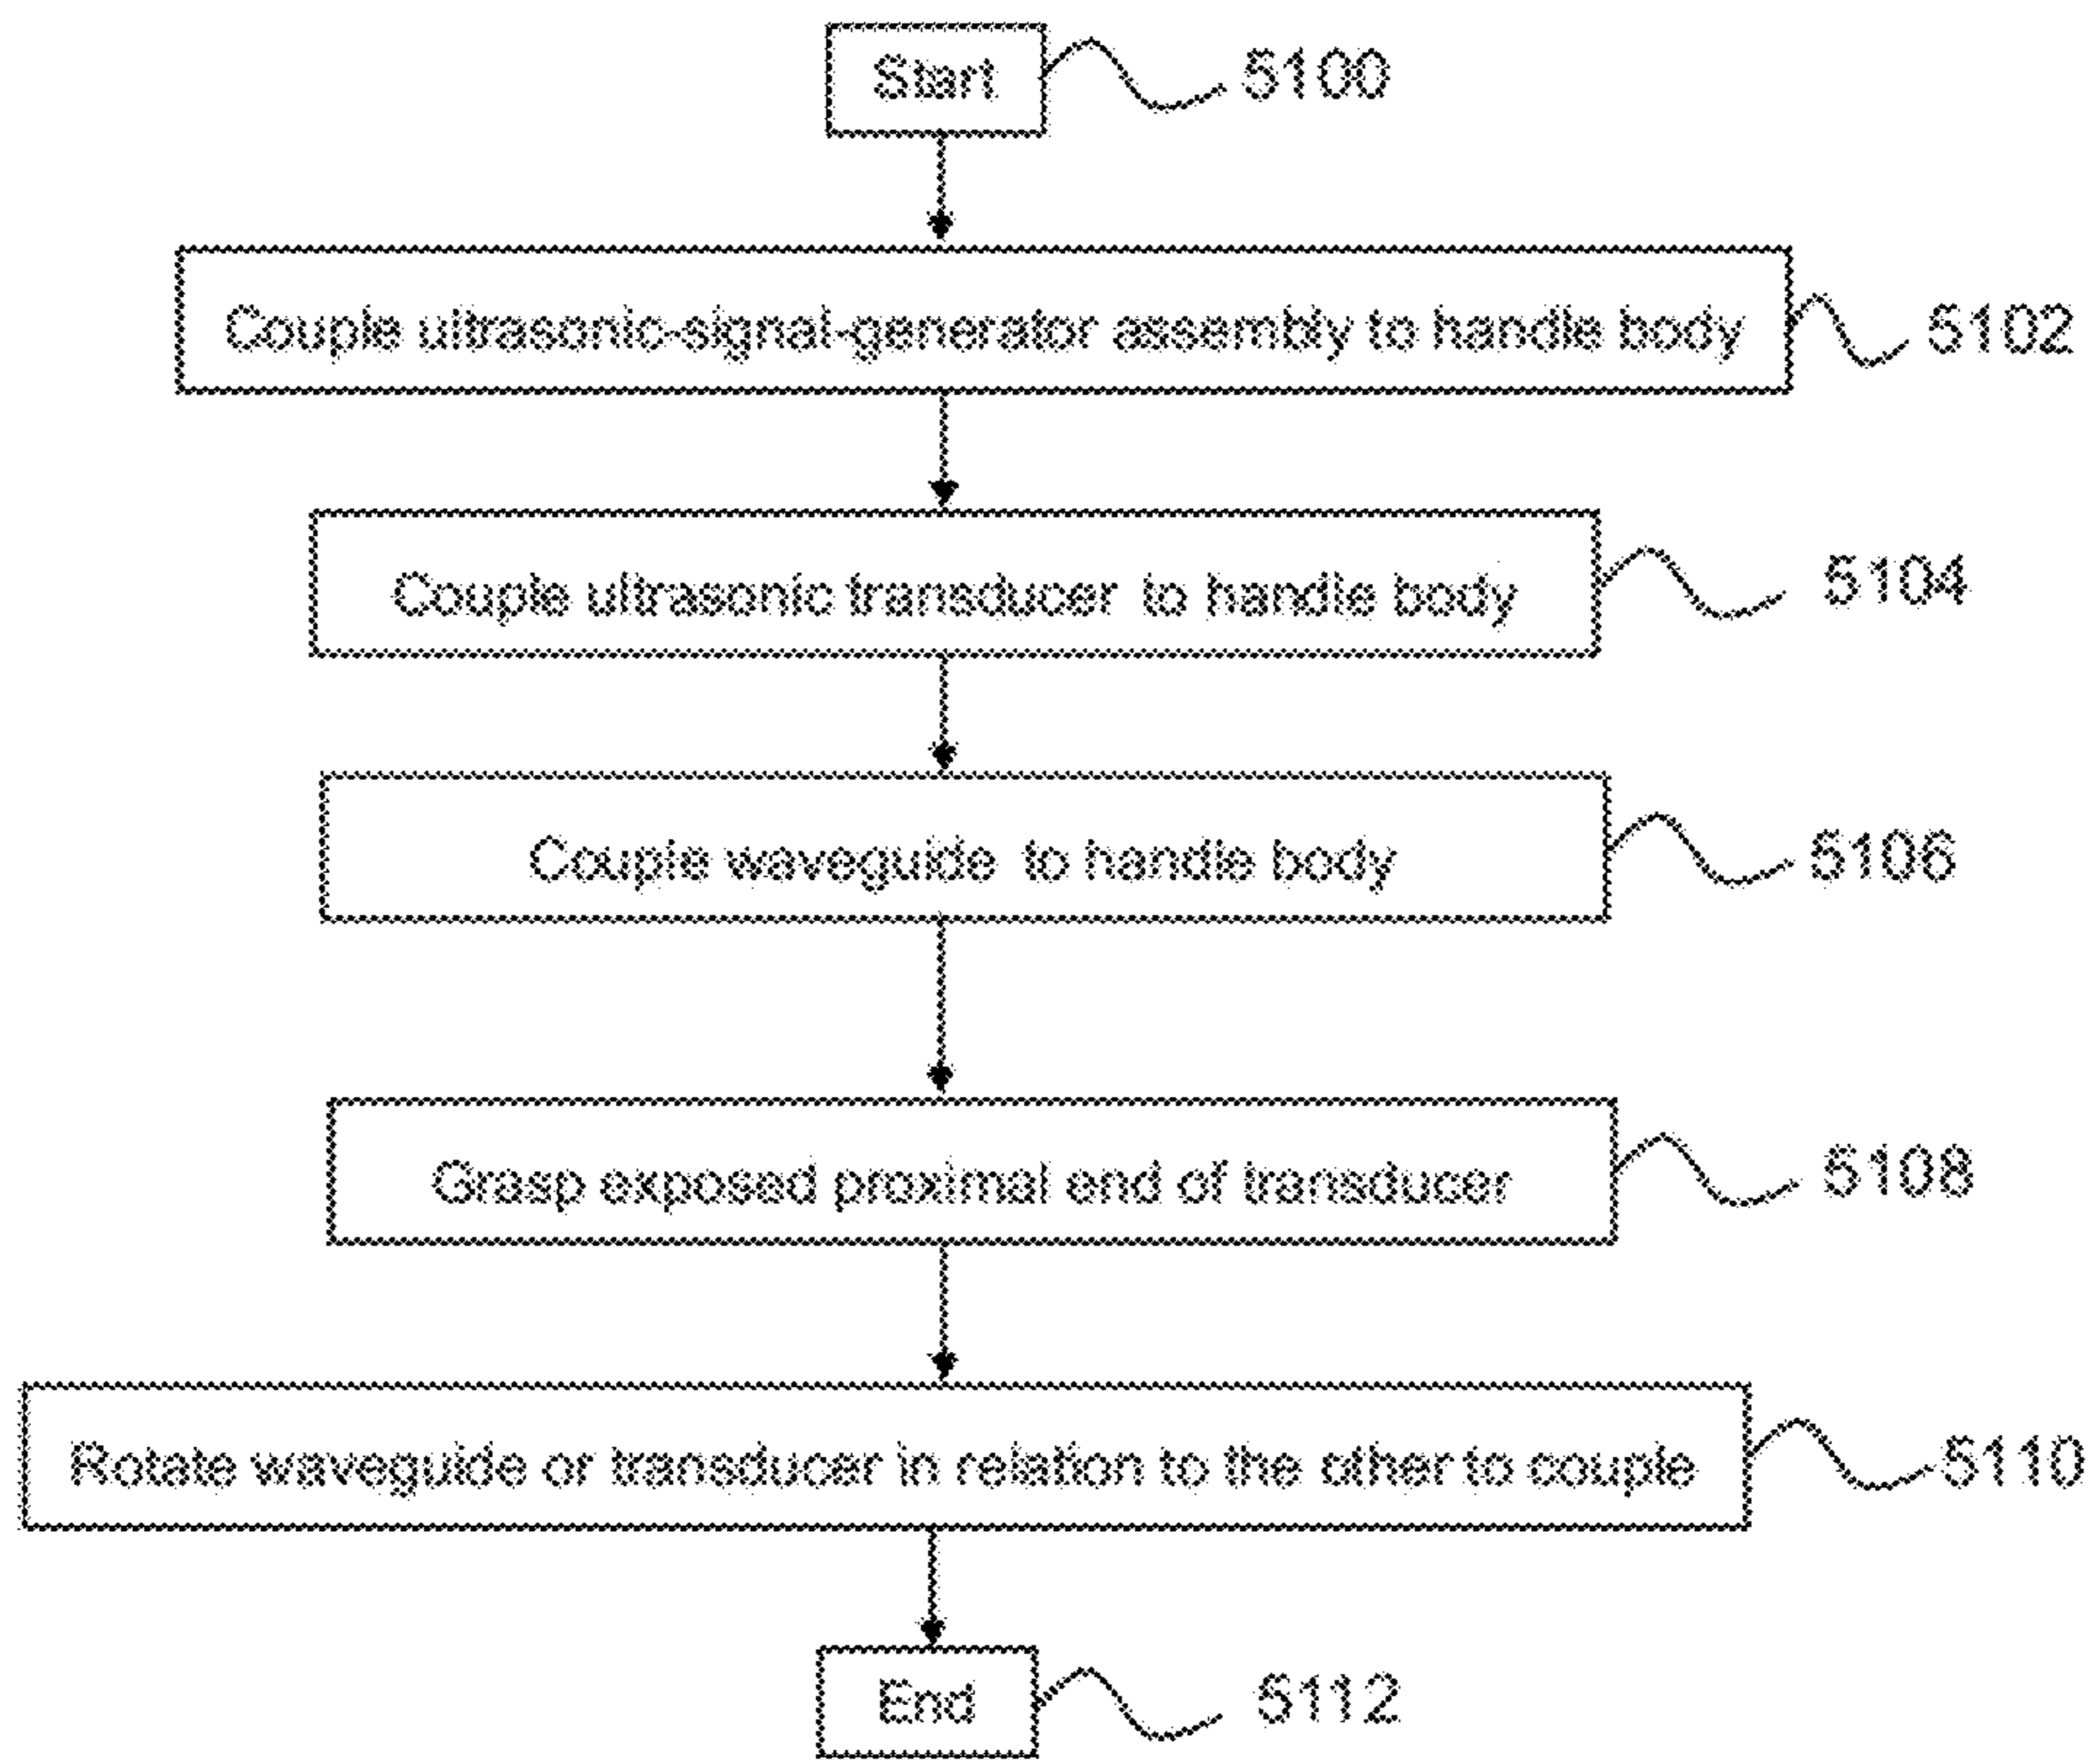 Start 5100
Couple ultrasonic-signal-generator assembly to handle body 5102
Couple ultrasonic transducer to handle body 5104
Couple waveguide to handle body 5106
Grasp exposed proximal end of transducer 5108
Rotate waveguide or transducer in relation to the other to couple 5110
End 5112